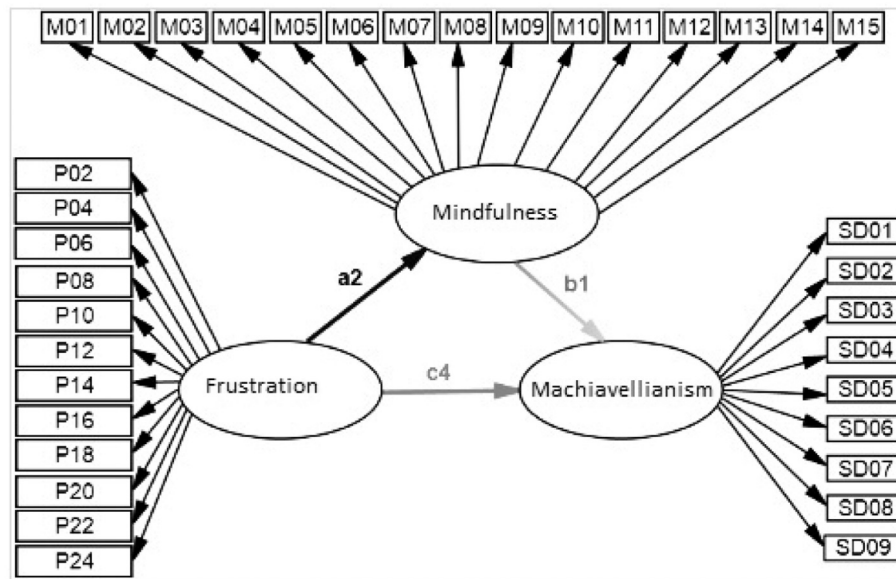 M01 M02 M03 M04 M05 M06 M07 M08 M09 M10 M11 M12 M13 M14 M15
P02
P04
P06
P08
P10
P12
P14
P16
P18
P20
P22
P24
Mindfulness
a2
b1
Frustration
c4
Machiavellianism
SD01
SD02
SD03
SD04
SD05
SD06
SD07
SD08
SD09